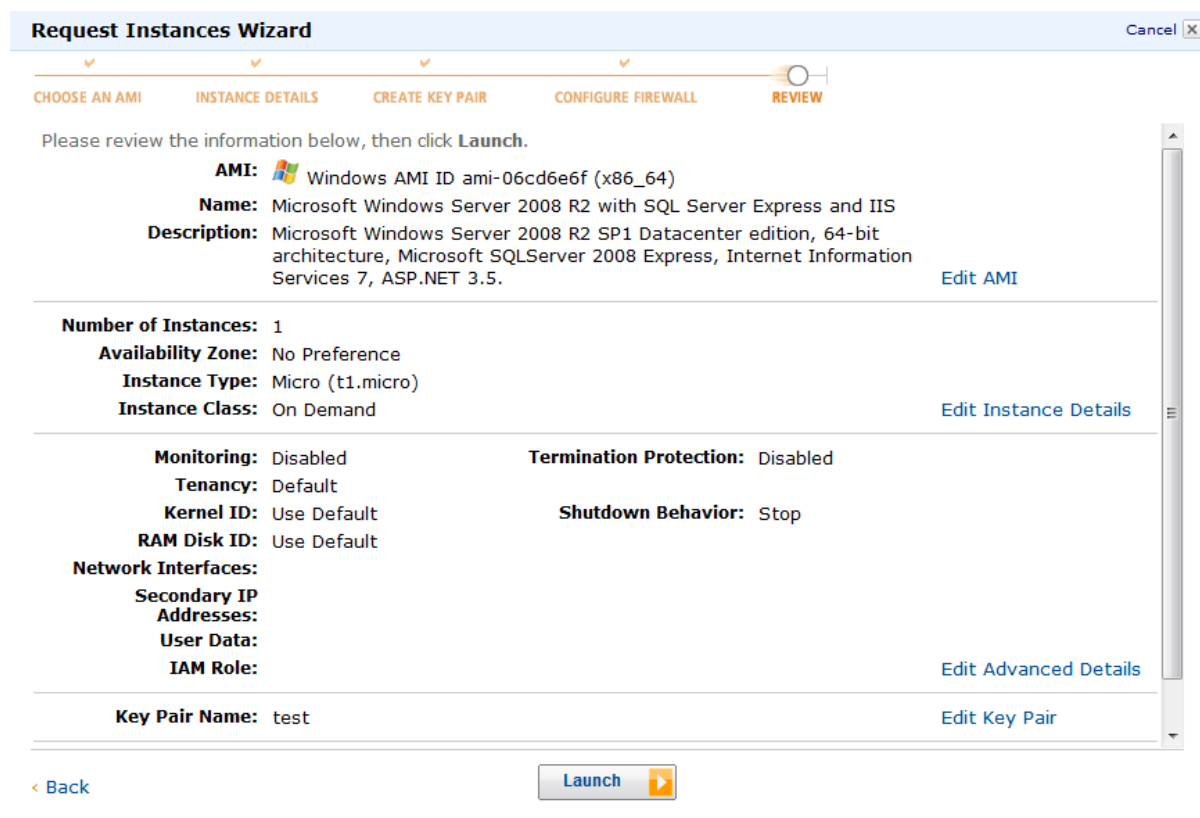 Request Instances Wizard
Cancel
CHOOSE AN AMI INSTANCE DETAILS CREATE KEY PAIR CONFIGURE FIREWALL REVIEW
Please review the information below, then click Launch.
AMI: Windows AMI ID ami-06cd6e6f (x86_64)
Name: Microsoft Windows Server 2008 R2 with SQL Server Express and IIS
Description: Microsoft Windows Server 2008 R2 SP1 Datacenter edition, 64-bit
architecture, Microsoft SQLServer 2008 Express, Internet Information
Services 7, ASP.NET 3.5. Edit AMI
Number of Instances: 1
Availability Zone: No Preference
Instance Type: Micro (t1.micro)
Instance Class: On Demand Edit Instance Details
Monitoring: Disabled Termination Protection: Disabled
Tenancy: Default
Kernel ID: Use Default Shutdown Behavior: Stop
RAM Disk ID: Use Default
Network Interfaces:
Secondary IP
Addresses:
User Data:
IAM Role: Edit Advanced Details
Key Pair Name: test Edit Key Pair
< Back Launch